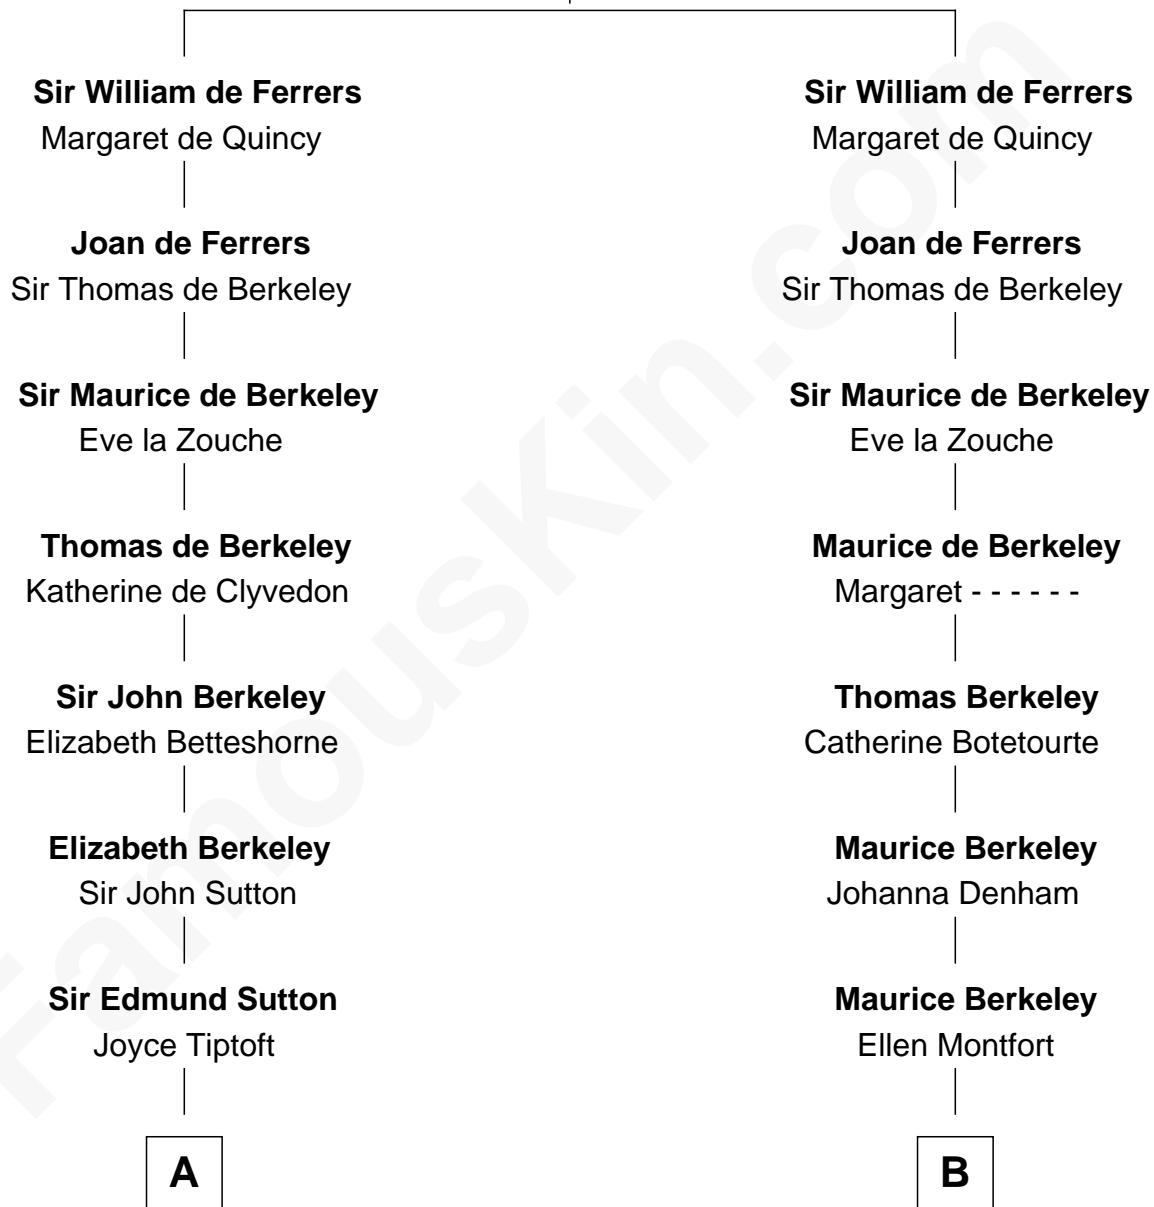 Sir William de Ferrers
Margaret de Quincy
Joan de Ferrers
Sir Thomas de Berkeley
Sir Maurice de Berkeley
Eve la Zouche
Thomas de Berkeley
Katherine de Clyvedon
Sir John Berkeley
Elizabeth Betteshorne
Elizabeth Berkeley
Sir John Sutton
Sir Edmund Sutton
Joyce Tiptoft
A
Sir William de Ferrers
Margaret de Quincy
Joan de Ferrers
Sir Thomas de Berkeley
Sir Maurice de Berkeley
Eve la Zouche
Maurice de Berkeley
Margaret - - - - - -
Thomas Berkeley
Catherine Botetourte
Maurice Berkeley
Johanna Denham
Maurice Berkeley
Ellen Montfort
B
FamousKin.com